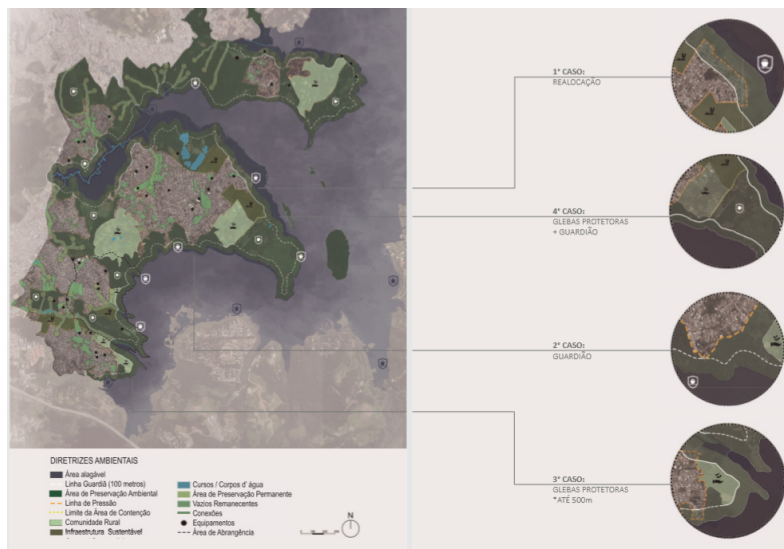 1° CASO:
REALOCAÇÃO
4° CASO:
GLEBAS PROTETORAS
+ GUARDIÃO
2° CASO:
GUARDIÃO
3° CASO:
GLEBAS PROTETORAS
*ATÉ 500m
DIRETRIZES AMBIENTAIS
Área alagável
Linha Guardiã (100 metros)
Área de Preservação Ambiental
Linha de Pressão
Limite da Área de Contenção
Comunidade Rural
Infraestrutura Sustentável
Cursos / Corpos d' água
Área de Preservação Permanente
Vazios Remanecentes
Conexões
Equipamentos
Área de Abrangência
N